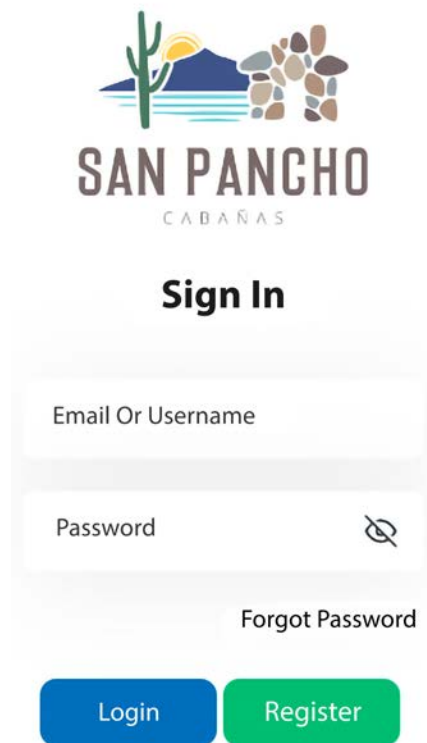 SAN PANCHO
CABAÑAS
Sign In
Email Or Username
Password
Forgot Password
Login Register